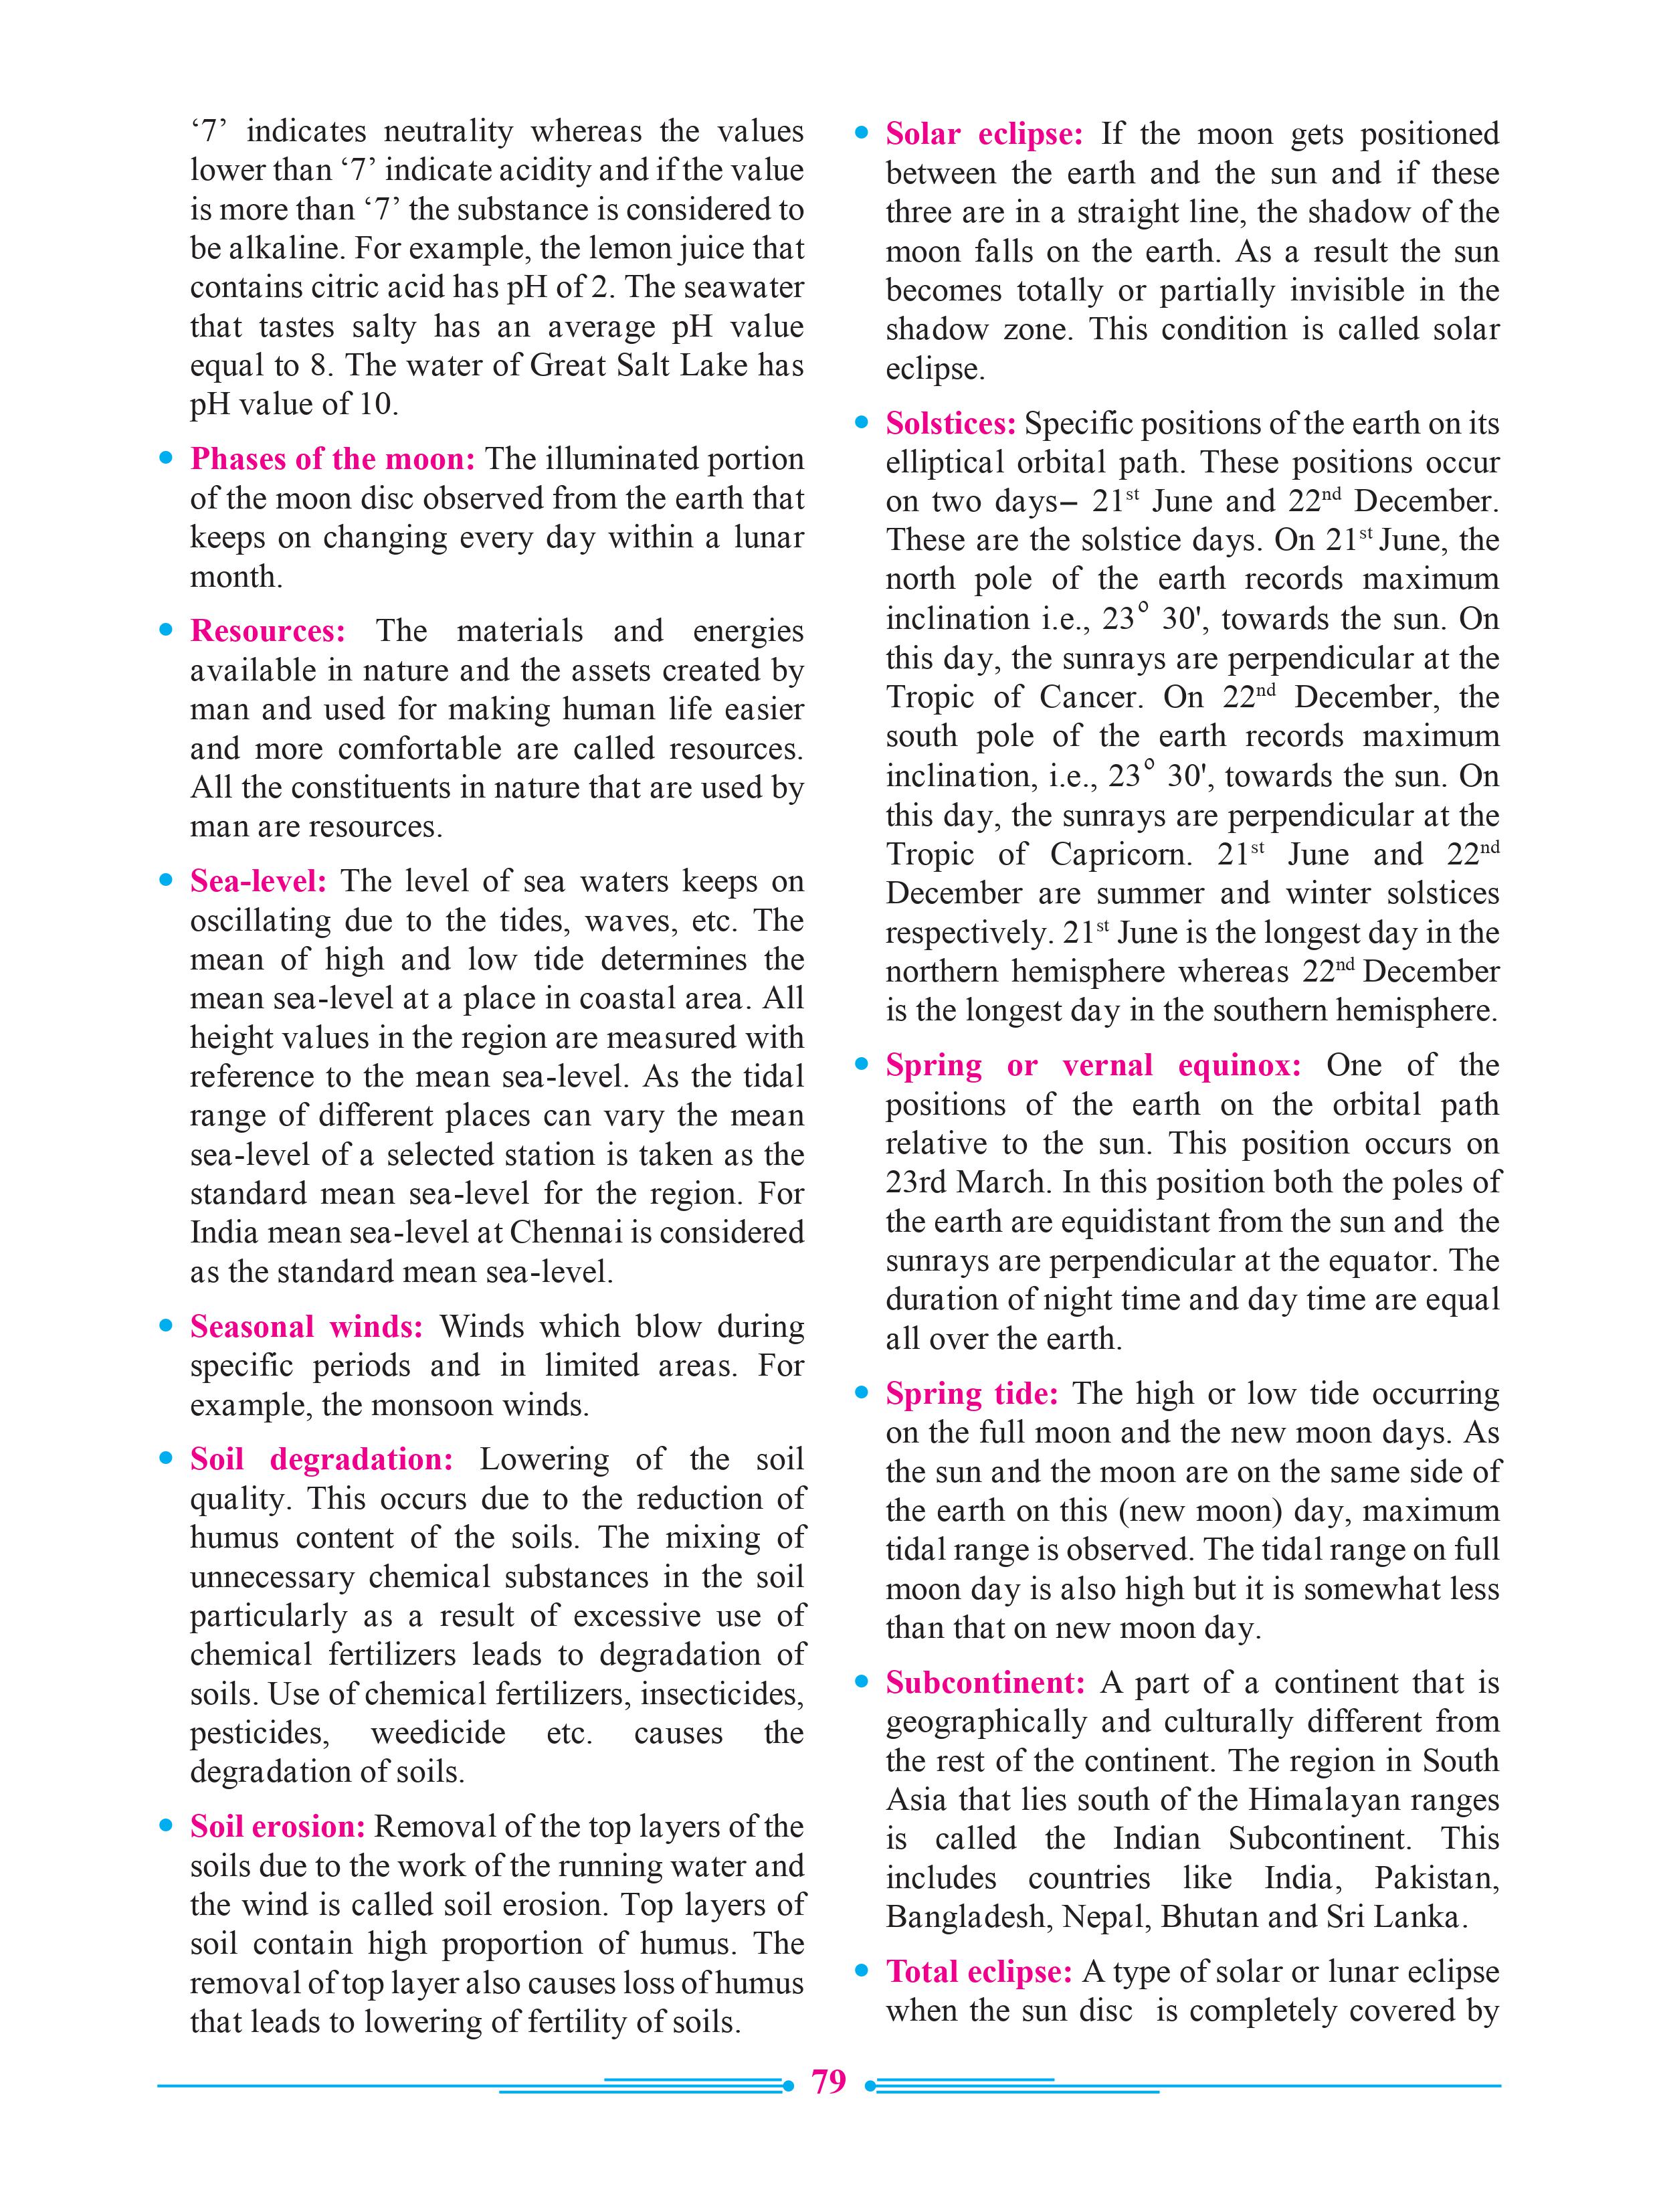 ‘7’ indicates neutrality whereas the values
lower than ‘7’ indicate acidity and if the value
is more than ‘7’ the substance is considered to
be alkaline. For example, the lemon juice that
contains citric acid has pH of 2. The seawater
that tastes salty has an average pH value
equal to 8. The water of Great Salt Lake has
pH value of 10.
• Phases of the moon: The illuminated portion
of the moon disc observed from the earth that
keeps on changing every day within a lunar
month.
• Resources: The materials and energies
available in nature and the assets created by
man and used for making human life easier
and more comfortable are called resources.
All the constituents in nature that are used by
man are resources.
• Sea-level: The level of sea waters keeps on
oscillating due to the tides, waves, etc. The
mean of high and low tide determines the
mean sea-level at a place in coastal area. All
height values in the region are measured with
reference to the mean sea-level. As the tidal
range of different places can vary the mean
sea-level of a selected station is taken as the
standard mean sea-level for the region. For
India mean sea-level at Chennai is considered
as the standard mean sea-level.
• Seasonal winds: Winds which blow during
specific periods and in limited areas. For
example, the monsoon winds.
• Soil degradation: Lowering of the soil
quality. This occurs due to the reduction of
humus content of the soils. The mixing of
unnecessary chemical substances in the soil
particularly as a result of excessive use of
chemical fertilizers leads to degradation of
soils. Use of chemical fertilizers, insecticides,
pesticides, weedicide etc. causes the
degradation of soils.
• Soil erosion: Removal of the top layers of the
soils due to the work of the running water and
the wind is called soil erosion. Top layers of
soil contain high proportion of humus. The
removal of top layer also causes loss of humus
that leads to lowering of fertility of soils.
• Solar eclipse: If the moon gets positioned
between the earth and the sun and if these
three are in a straight line, the shadow of the
moon falls on the earth. As a result the sun
becomes totally or partially invisible in the
shadow zone. This condition is called solar
eclipse.
• Solstices: Specific positions of the earth on its
elliptical orbital path. These positions occur
on two days– 21st June and 22nd December.
These are the solstice days. On 21st June, the
north pole of the earth records maximum
inclination i.e., 23° 30', towards the sun. On
this day, the sunrays are perpendicular at the
Tropic of Cancer. On 22nd December, the
south pole of the earth records maximum
inclination, i.e., 23° 30', towards the sun. On
this day, the sunrays are perpendicular at the
Tropic of Capricorn. 21st June and 22nd
December are summer and winter solstices
respectively. 21st June is the longest day in the
northern hemisphere whereas 22nd December
is the longest day in the southern hemisphere.
• Spring or vernal equinox: One of the
positions of the earth on the orbital path
relative to the sun. This position occurs on
23rd March. In this position both the poles of
the earth are equidistant from the sun and the
sunrays are perpendicular at the equator. The
duration of night time and day time are equal
all over the earth.
• Spring tide: The high or low tide occurring
on the full moon and the new moon days. As
the sun and the moon are on the same side of
the earth on this (new moon) day, maximum
tidal range is observed. The tidal range on full
moon day is also high but it is somewhat less
than that on new moon day.
• Subcontinent: A part of a continent that is
geographically and culturally different from
the rest of the continent. The region in South
Asia that lies south of the Himalayan ranges
is called the Indian Subcontinent. This
includes countries like India, Pakistan,
Bangladesh, Nepal, Bhutan and Sri Lanka.
• Total eclipse: A type of solar or lunar eclipse
when the sun disc is completely covered by
79